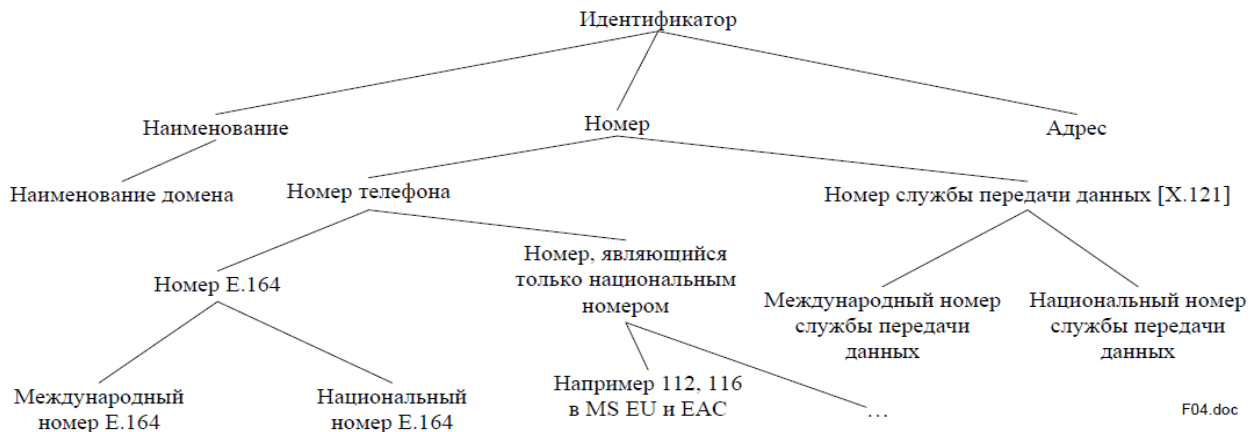 Идентификатор
Наименование
Номер
Адрес
Наименование домена
Номер телефона
Номер службы передачи данных [X.121]
Номер E.164
Номер, являющийся
только национальным
номером
Международный номер
службы передачи
данных
Национальный номер
службы передачи
данных
Международный
номер E.164
Национальный
номер E.164
Например 112, 116
в MS EU и EAC
...
F04.doc